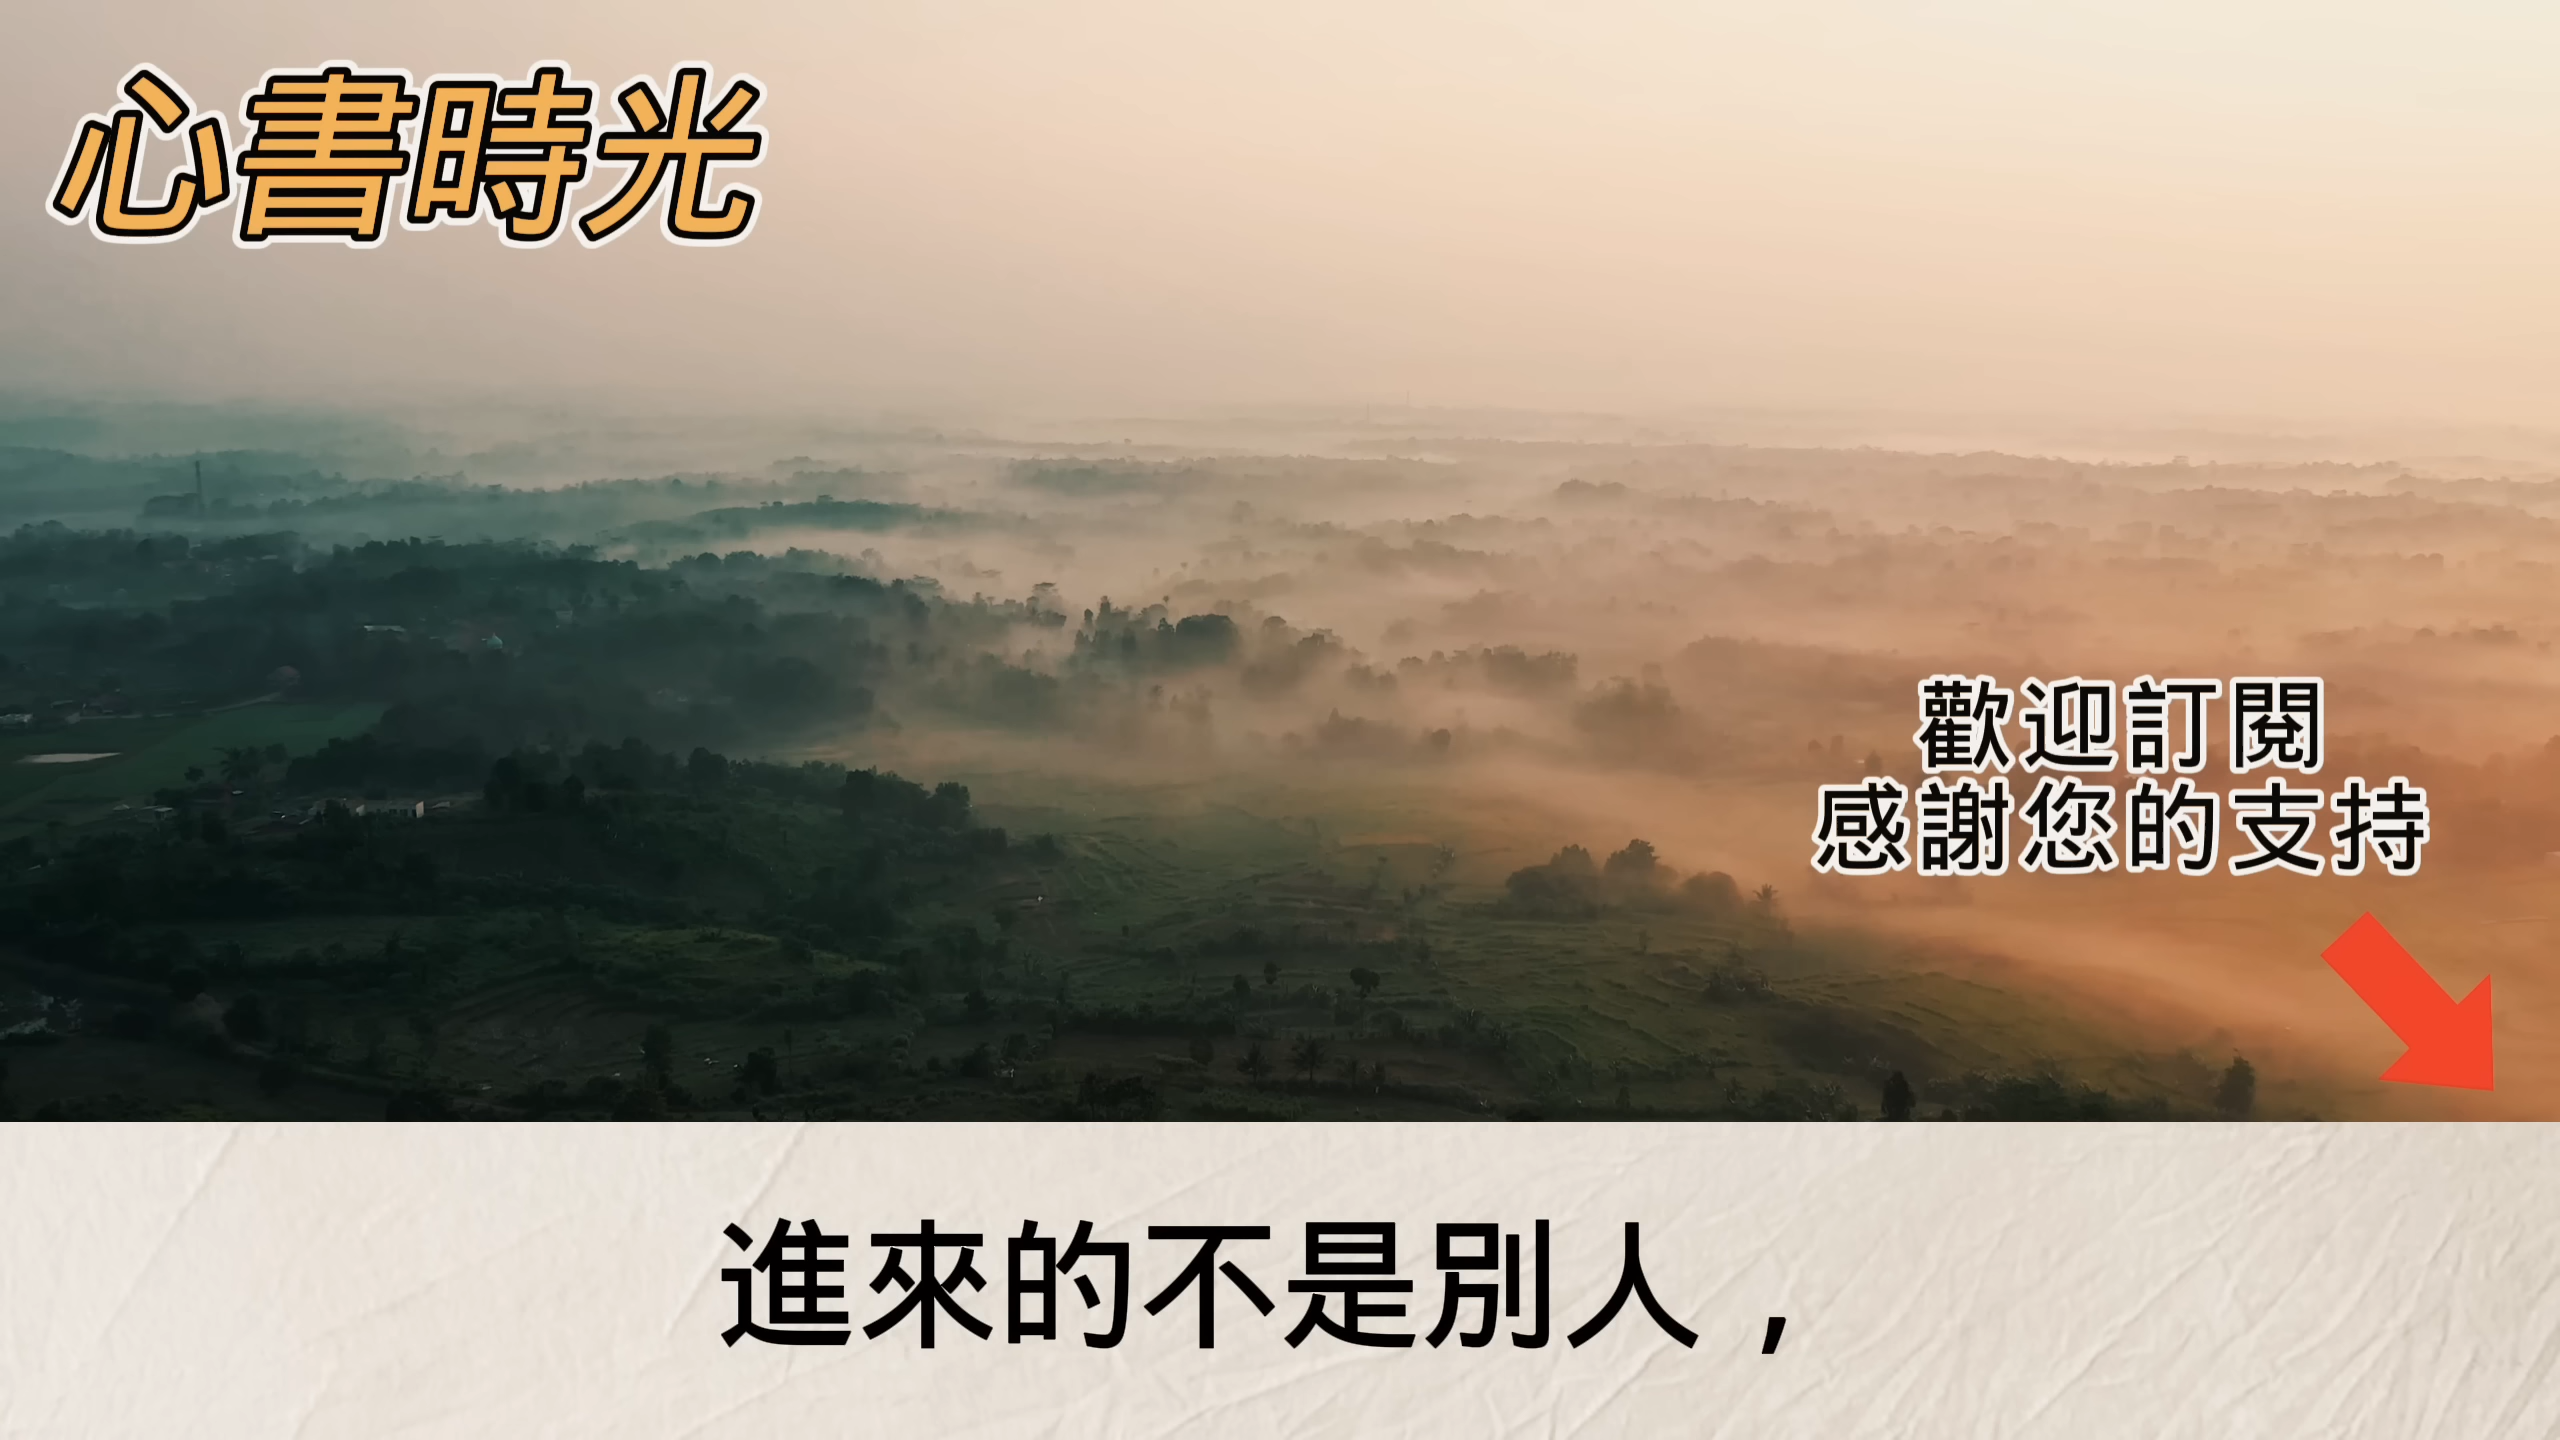 心書時光
歡迎訂閱
感謝您的支持
進來的不是別人，